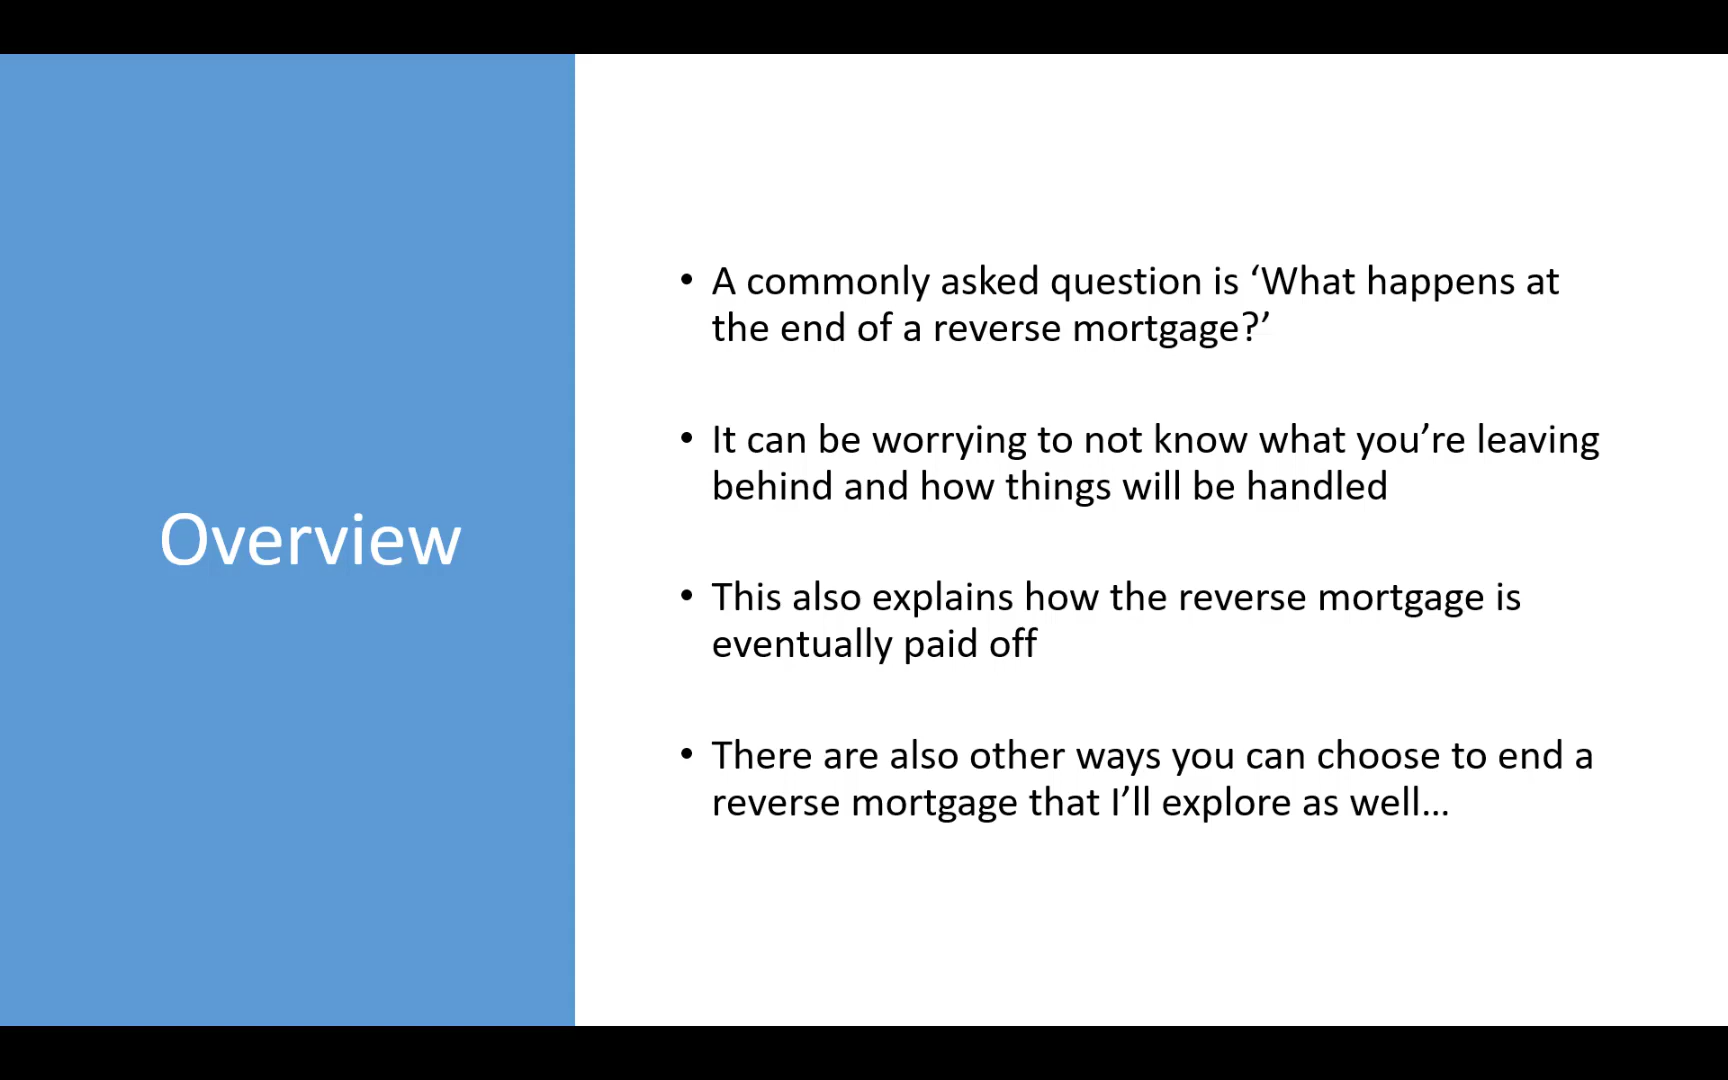 Overview
• A commonly asked question is ‘What happens at
the end of a reverse mortgage?’
• It can be worrying to not know what you’re leaving
behind and how things will be handled
• This also explains how the reverse mortgage is
eventually paid off
• There are also other ways you can choose to end a
reverse mortgage that I’ll explore as well…